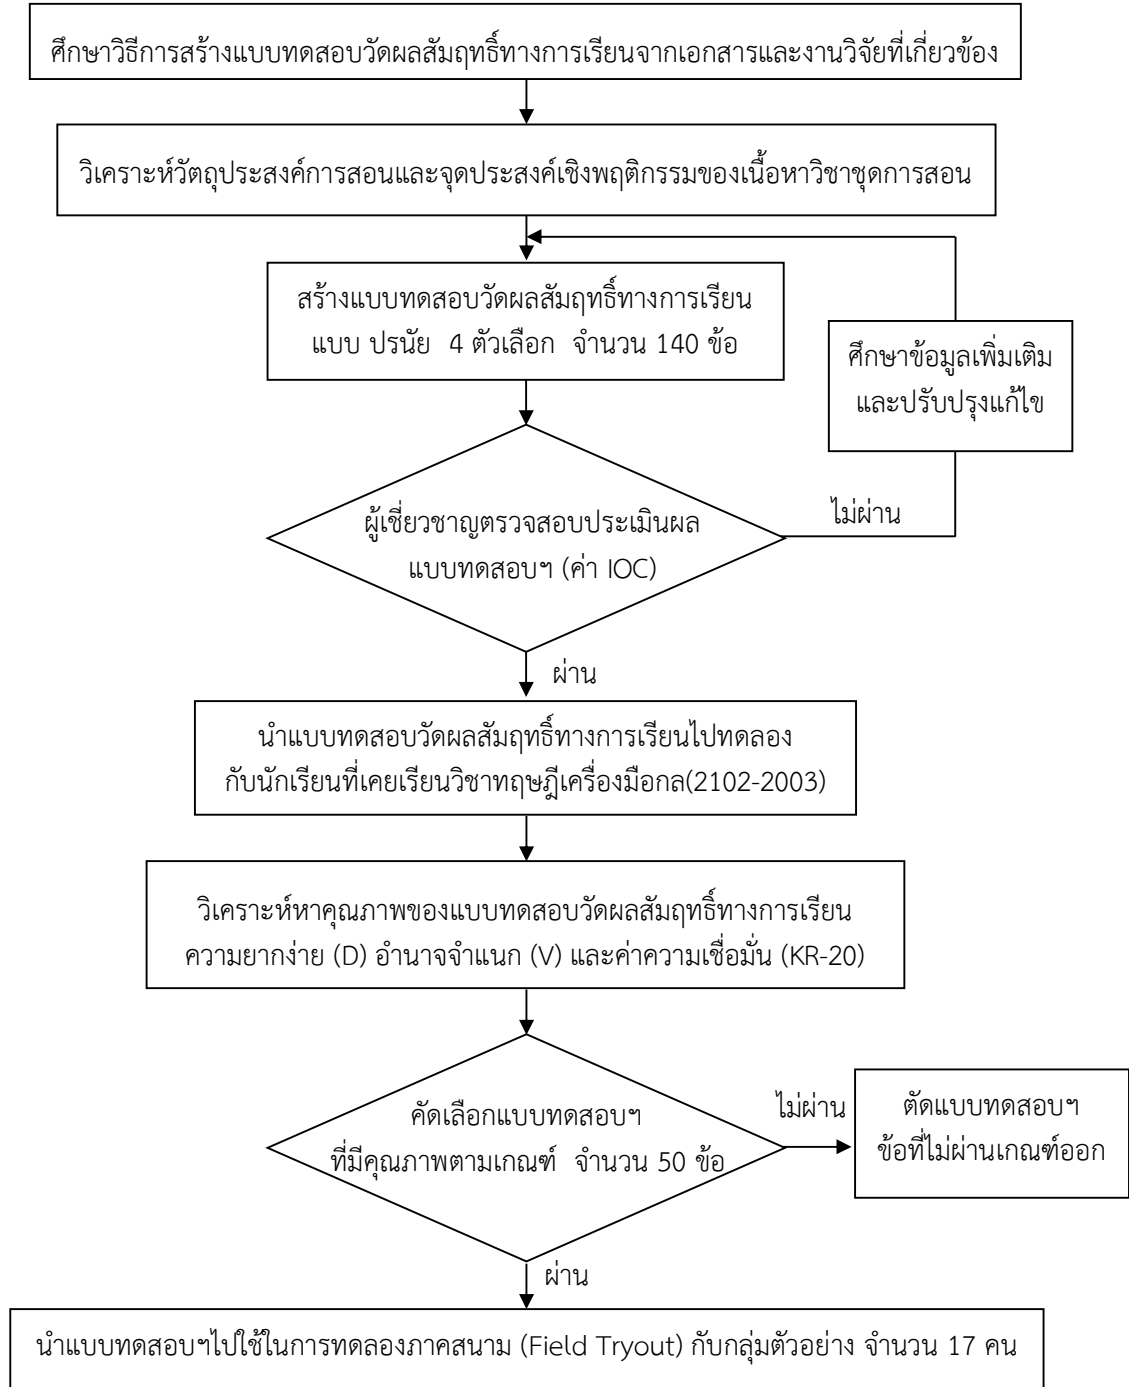 ศึกษาวิธีการสร้างแบบทดสอบวัดผลสัมฤทธิ์ทางการเรียนจากเอกสารและงานวิจัยที่เกี่ยวข้อง
วิเคราะห์วัตถุประสงค์การสอนและจุดประสงค์เชิงพฤติกรรมของเนื้อหาวิชาชุดการสอน
สร้างแบบทดสอบวัดผลสัมฤทธิ์ทางการเรียน
แบบ ปรนัย 4 ตัวเลือก จำนวน 140 ข้อ
ศึกษาข้อมูลเพิ่มเติม
และปรับปรุงแก้ไข
ไม่ผ่าน
ผู้เชี่ยวชาญตรวจสอบประเมินผล
แบบทดสอบฯ (ค่า IOC)
ผ่าน
นำแบบทดสอบวัดผลสัมฤทธิ์ทางการเรียนไปทดลอง
กับนักเรียนที่เคยเรียนวิชาทฤษฎีเครื่องมือกล(2102-2003)
วิเคราะห์หาคุณภาพของแบบทดสอบวัดผลสัมฤทธิ์ทางการเรียน
ความยากง่าย (D) อำนาจจำแนก (V) และค่าความเชื่อมั่น (KR-20)
คัดเลือกแบบทดสอบฯ
ที่มีคุณภาพตามเกณฑ์ จำนวน 50 ข้อ
ไม่ผ่าน
ตัดแบบทดสอบฯ
ข้อที่ไม่ผ่านเกณฑ์ออก
ผ่าน
นำแบบทดสอบฯไปใช้ในการทดลองภาคสนาม (Field Tryout) กับกลุ่มตัวอย่าง จำนวน 17 คน